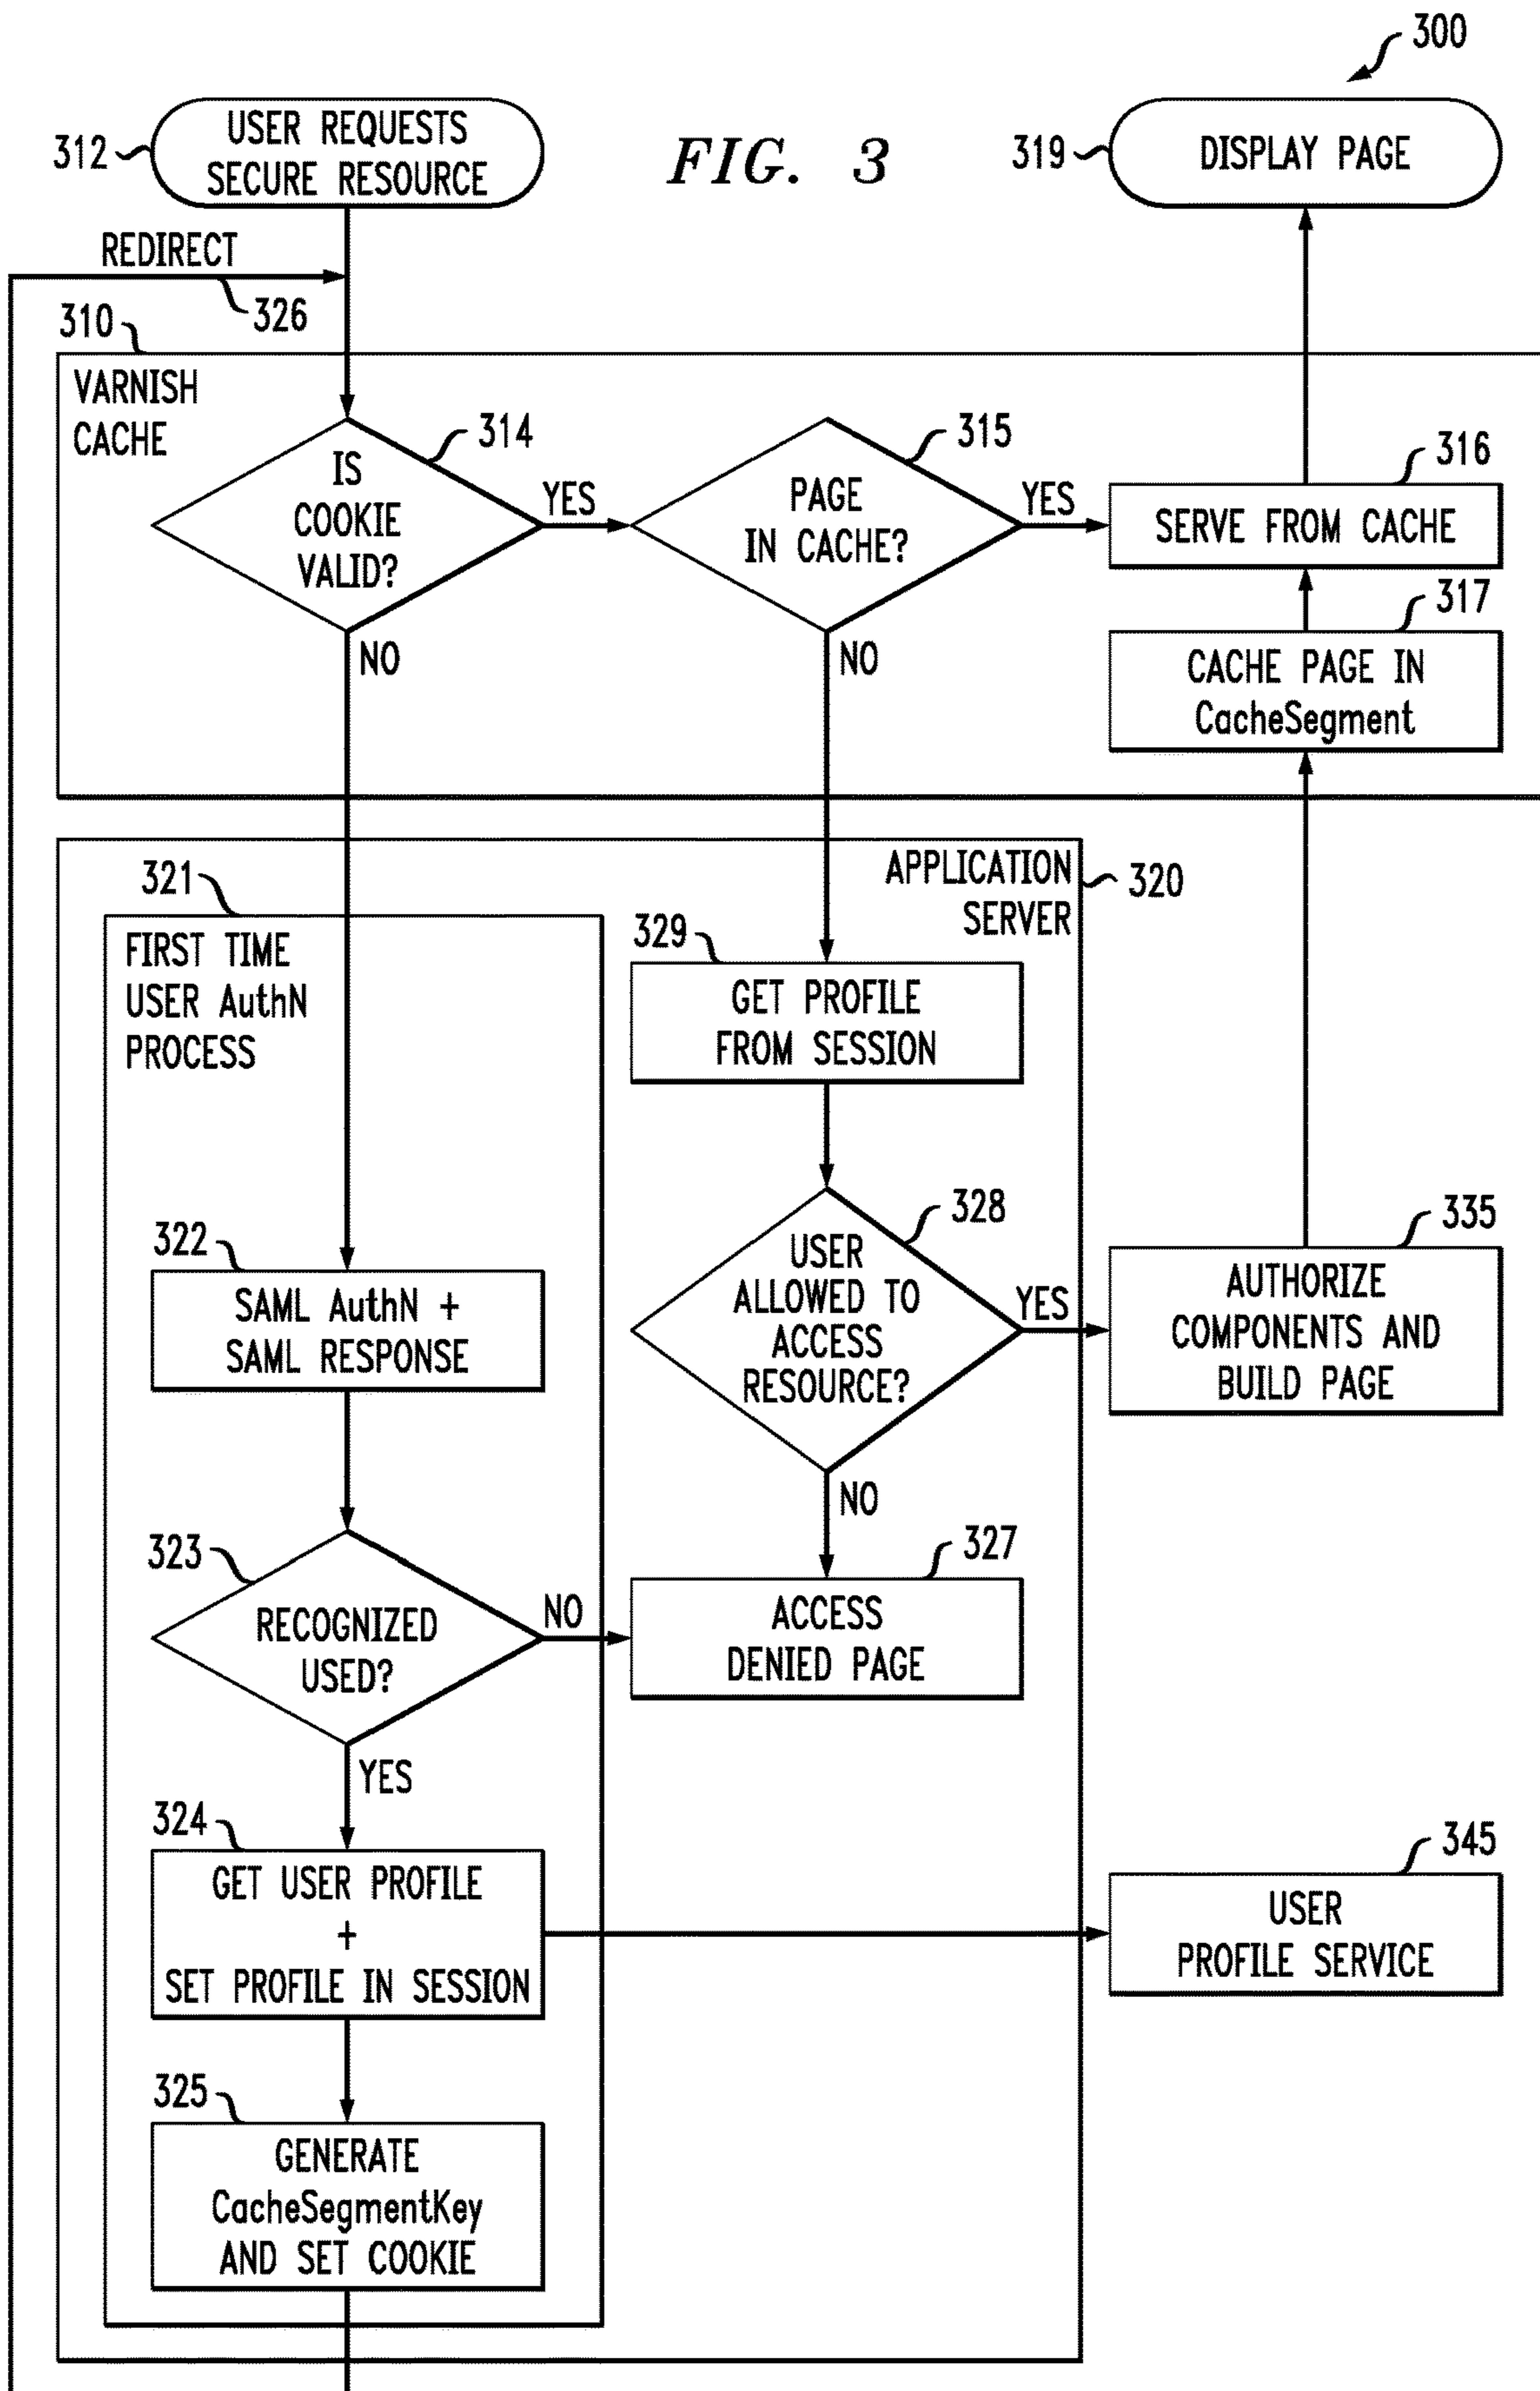 300
USER REQUESTS
SECURE RESOURCE
312
FIG. 3
319
DISPLAY PAGE
REDIRECT
326
310
VARNISH
CACHE
314
IS
COOKIE
VALID?
YES
NO
315
PAGE
IN CACHE?
YES
NO
316
SERVE FROM CACHE
317
CACHE PAGE IN
CacheSegment
APPLICATION
SERVER
320
321
FIRST TIME
USER AuthN
PROCESS
329
GET PROFILE
FROM SESSION
328
USER
ALLOWED TO
ACCESS
RESOURCE?
YES
NO
335
AUTHORIZE
COMPONENTS AND
BUILD PAGE
322
SAML AuthN +
SAML RESPONSE
323
RECOGNIZED
USED?
NO
YES
327
ACCESS
DENIED PAGE
324
GET USER PROFILE
+
SET PROFILE IN SESSION
345
USER
PROFILE SERVICE
325
GENERATE
CacheSegmentKey
AND SET COOKIE